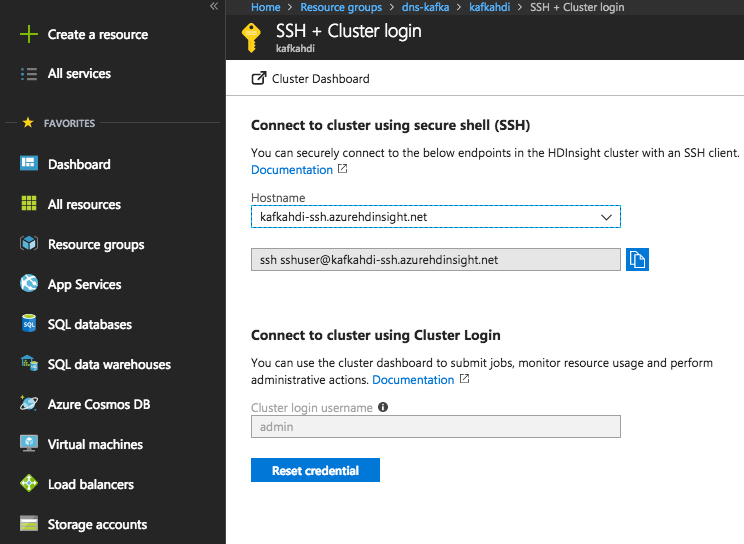 Create a resource
All services
FAVORITES
Dashboard
All resources
Resource groups
App Services
SQL databases
SQL data warehouses
Azure Cosmos DB
Virtual machines
Load balancers
Storage accounts
Home > Resource groups > dns-kafka > kafkahdi > SSH + Cluster login
SSH + Cluster login
kafkahdi
Cluster Dashboard
Connect to cluster using secure shell (SSH)
You can securely connect to the below endpoints in the HDInsight cluster with an SSH client.
Documentation
Hostname
kafkahdi-ssh.azurehdinsight.net
ssh sshuser@kafkahdi-ssh.azurehdinsight.net
Connect to cluster using Cluster Login
You can use the cluster dashboard to submit jobs, monitor resource usage and perform
administrative actions. Documentation
Cluster login username
admin
Reset credential